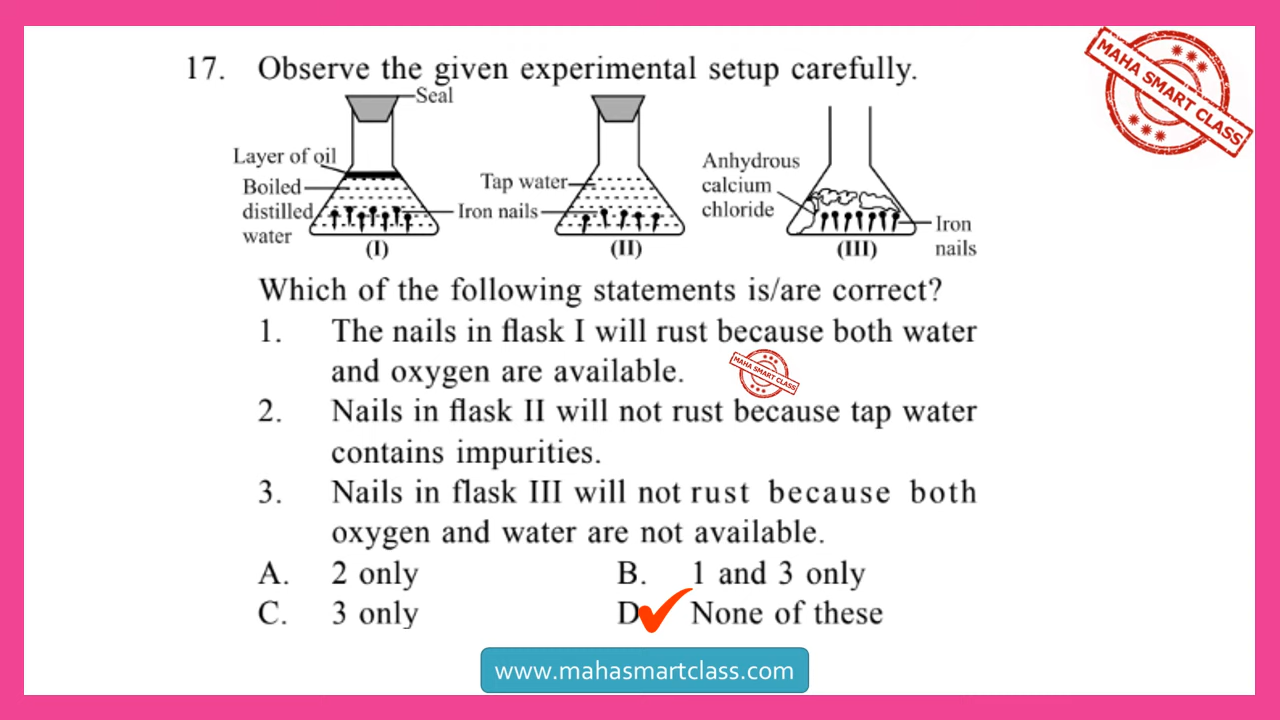 MAHA SMART CLASS
17. Observe the given experimental setup carefully.
Seal
Layer of oil
Boiled
distilled
water
(I)
Tap water
Iron nails
(II)
Anhydrous
calcium
chloride
Iron
nails
(III)
Which of the following statements is/are correct?
1. The nails in flask I will rust because both water
and oxygen are available.
MAHA SMART CLASS
2. Nails in flask II will not rust because tap water
contains impurities.
3. Nails in flask III will not rust because both
oxygen and water are not available.
A. 2 only B. 1 and 3 only
C. 3 only D None of these
www.mahasmartclass.com